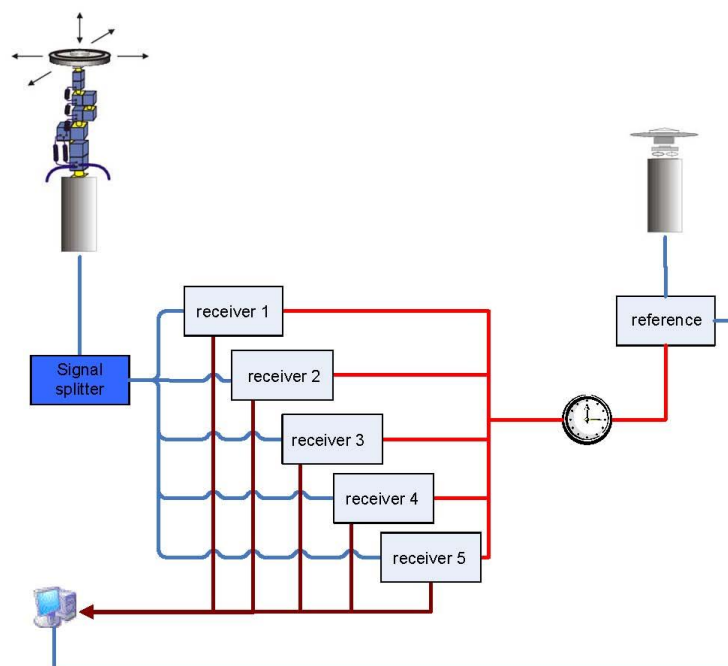 receiver 1
reference
Signal
splitter
receiver 2
receiver 3
receiver 4
receiver 5